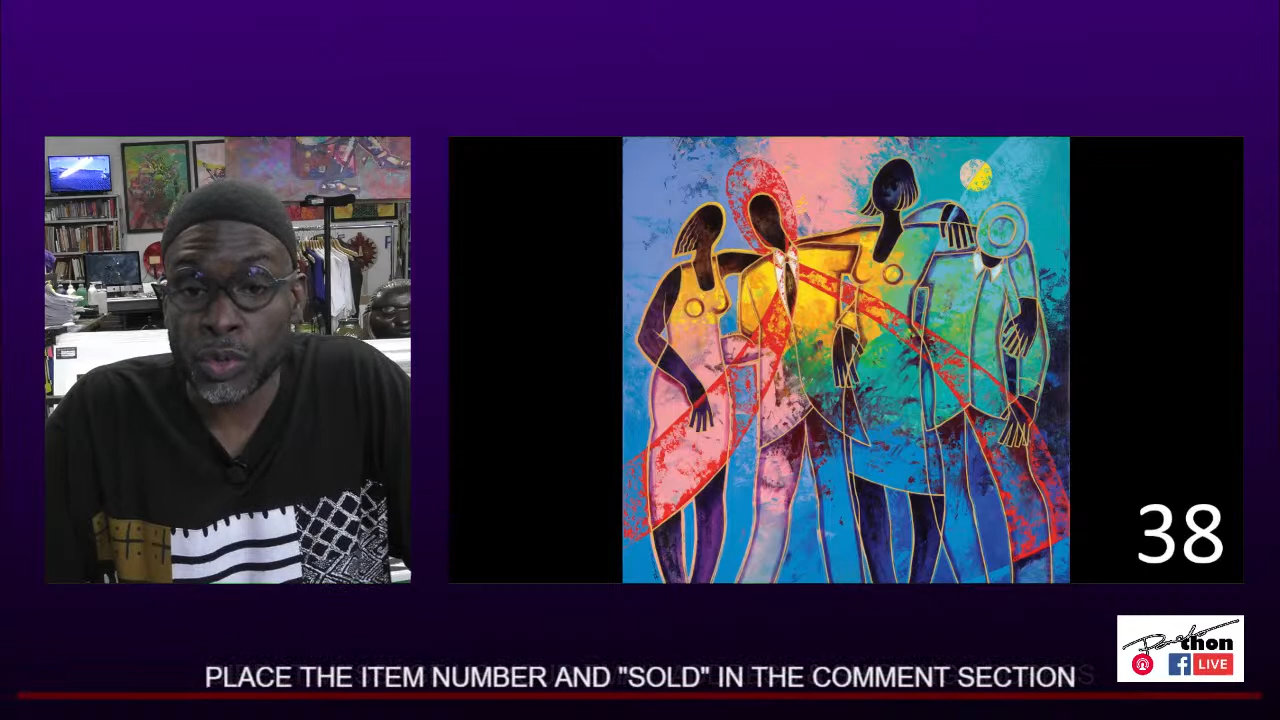 38
thon
LIVE
PLACE THE ITEM NUMBER AND "SOLD" IN THE COMMENT SECTION